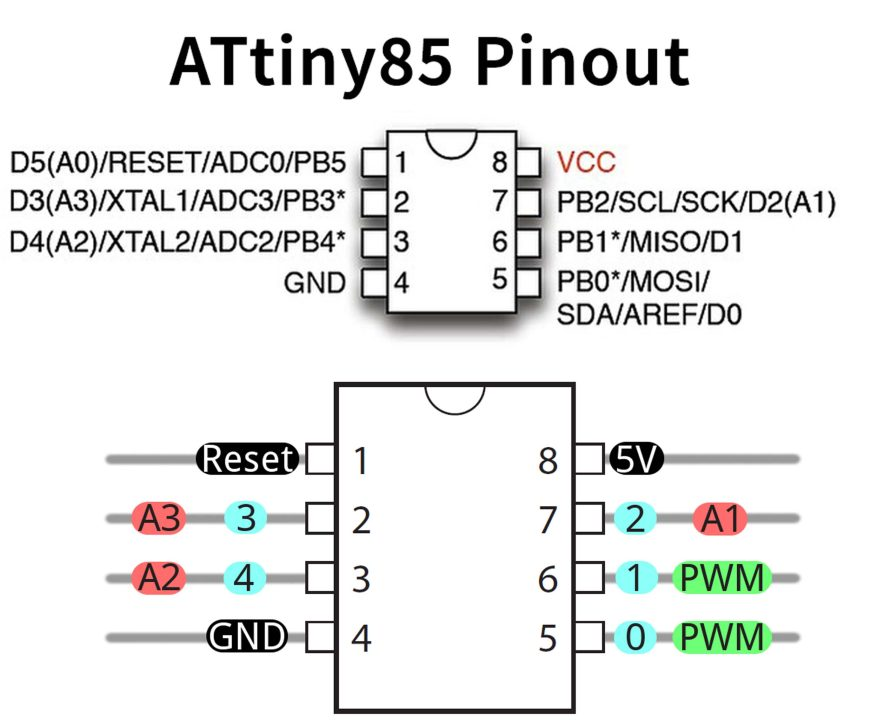 ATtiny85 Pinout
D5(A0)/RESET/ADC0/PB5 1 8 VCC
D3(A3)/XTAL1/ADC3/PB3* 2 7 PB2/SCL/SCK/D2(A1)
D4(A2)/XTAL2/ADC2/PB4* 3 6 PB1*/MISO/D1
GND 4 5 PB0*/MOSI/
SDA/AREF/D0
Reset 1 8 5V
A3 3 2 7 2 A1
A2 4 3 6 1 PWM
GND 4 5 0 PWM